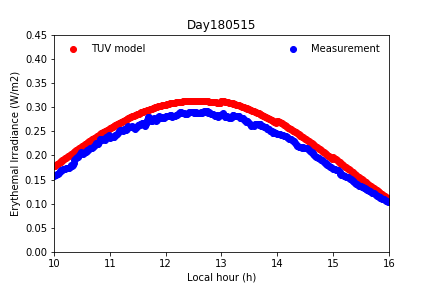 Day180515
TUV model
Measurement
0.45
0.40
0.35
0.30
0.25
0.20
0.15
0.10
0.05
0.00
Erythemal Irradiance (W/m2)
10 11 12 13 14 15 16
Local hour (h)